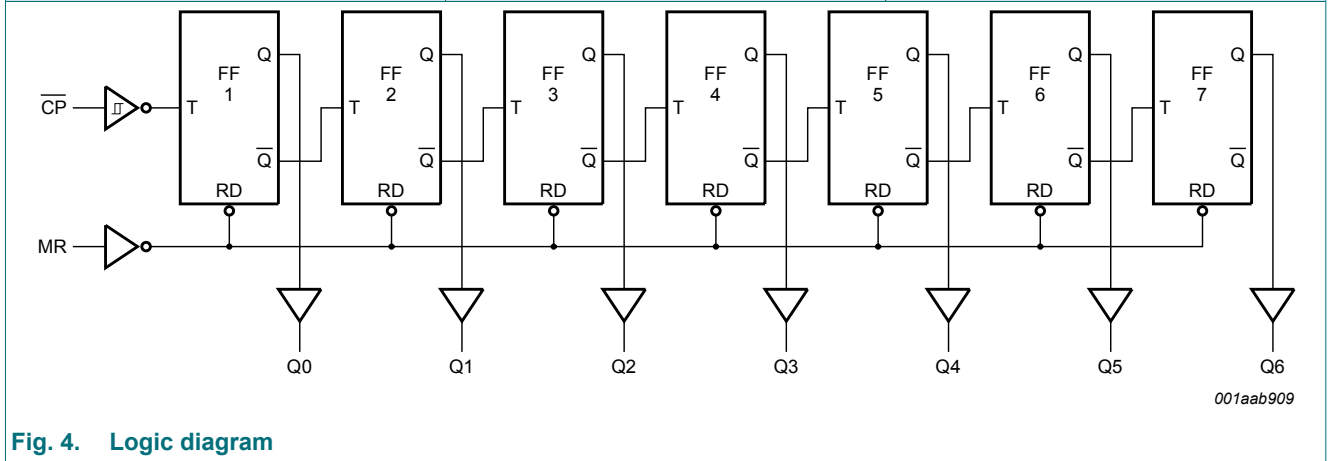 Q Q Q Q Q Q Q
FF FF FF FF FF FF FF
1 2 3 4 5 6 7
C̅P̅ T T T T T T T
Q̅ Q̅ Q̅ Q̅ Q̅ Q̅ Q̅
RD RD RD RD RD RD RD
MR
Q0 Q1 Q2 Q3 Q4 Q5 Q6
001aab909
Fig. 4. Logic diagram